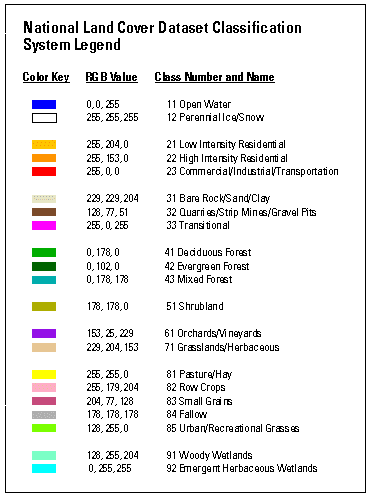 National Land Cover Dataset Classification
System Legend
Color Key RGB Value Class Number and Name
0, 0, 255 11 Open Water
255, 255, 255 12 Perennial Ice/Snow
255, 204, 0 21 Low Intensity Residential
255, 153, 0 22 High Intensity Residential
255, 0, 0 23 Commercial/Industrial/Transportation
229, 229, 204 31 Bare Rock/Sand/Clay
128, 77, 51 32 Quarries/Strip Mines/Gravel Pits
255, 0, 255 33 Transitional
0, 178, 0 41 Deciduous Forest
0, 102, 0 42 Evergreen Forest
0, 178, 178 43 Mixed Forest
178, 178, 0 51 Shrubland
153, 25, 229 61 Orchards/Vineyards
229, 204, 153 71 Grasslands/Herbaceous
255, 255, 0 81 Pasture/Hay
255, 179, 204 82 Row Crops
204, 77, 128 83 Small Grains
178, 178, 178 84 Fallow
128, 255, 0 85 Urban/Recreational Grasses
128, 255, 204 91 Woody Wetlands
0, 255, 255 92 Emergent Herbaceous Wetlands